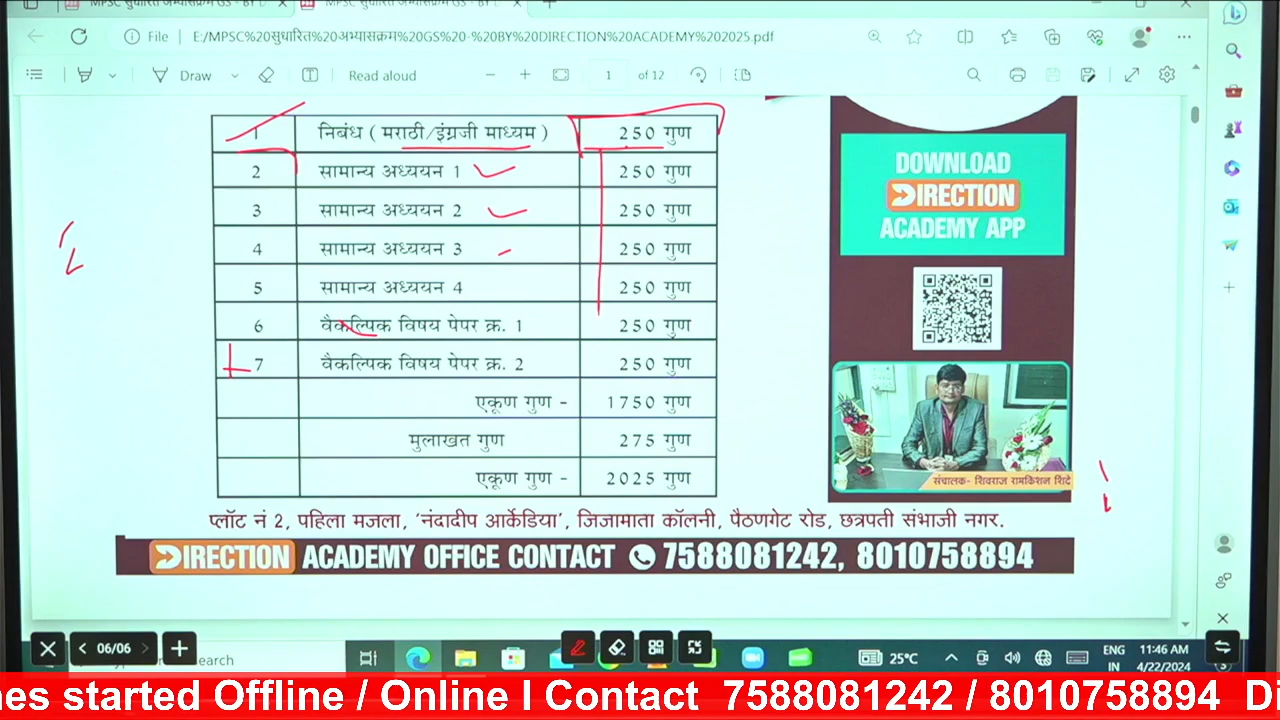 MPSC सुधारित अभ्यासक्रम GS - BY
MPSC सुधारित अभ्यासक्रम GS - BY
File E:/MPSC%20सुधारित%20अभ्यासक्रम%20GS%20-%20BY%20DIRECTION%20ACADEMY%202025.pdf
Draw Read aloud 1 of 12
1 निबंध ( मराठी/इंग्रजी माध्यम ) 250 गुण
2 सामान्य अध्ययन 1 250 गुण
3 सामान्य अध्ययन 2 250 गुण
4 सामान्य अध्ययन 3 250 गुण
5 सामान्य अध्ययन 4 250 गुण
6 वैकल्पिक विषय पेपर क्र. 1 250 गुण
7 वैकल्पिक विषय पेपर क्र. 2 250 गुण
एकूण गुण - 1750 गुण
मुलाखत गुण 275 गुण
एकूण गुण - 2025 गुण
DOWNLOAD
DIRECTION
ACADEMY APP
संचालक- शिवराज रामकिशन शिंदे
प्लॉट नं 2, पहिला मजला, 'नंदादीप आर्केडिया', जिजामाता कॉलनी, पैठणगेट रोड, छत्रपती संभाजी नगर.
DIRECTION ACADEMY OFFICE CONTACT 7588081242, 8010758894
06/06
search
25°C
ENG
IN
11:46 AM
4/22/2024
hes started Offline / Online I Contact 7588081242 / 8010758894 Di